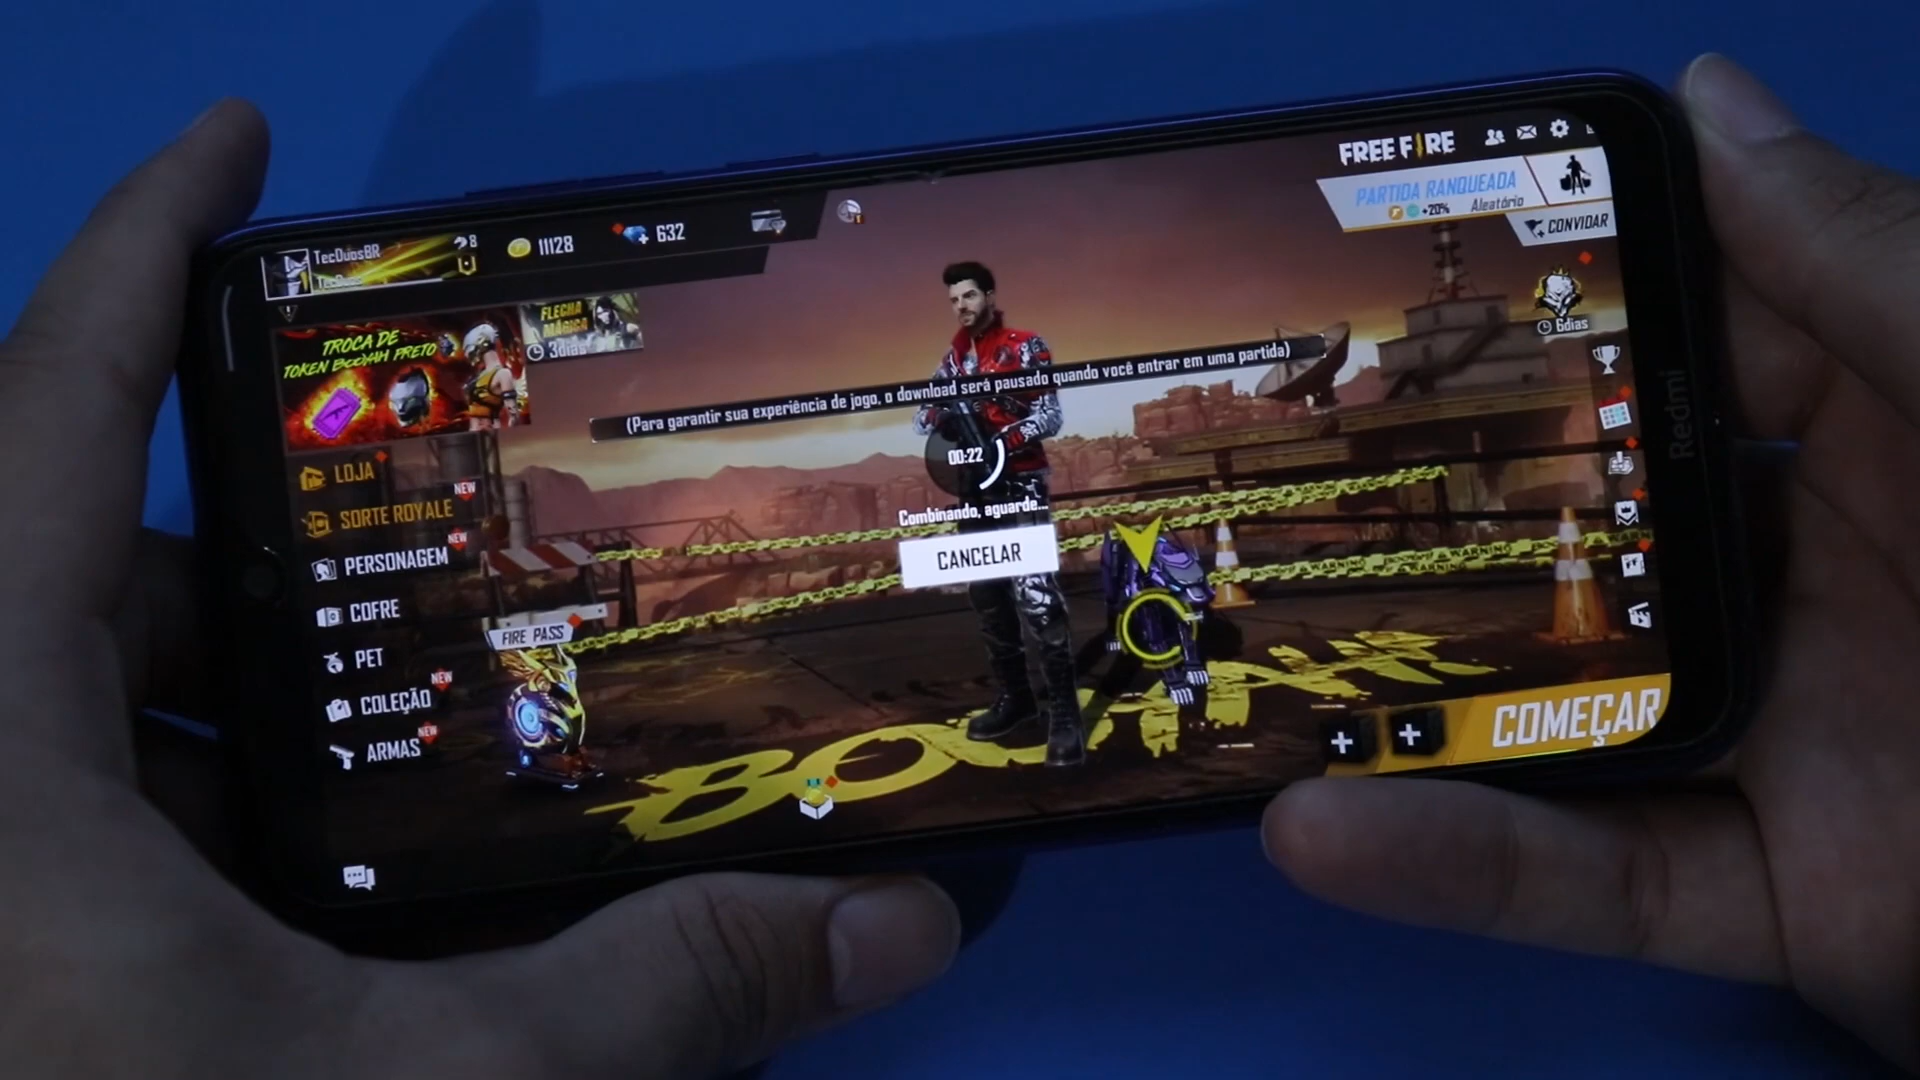 FREE FIRE
PARTIDA RANQUEADA
+20%
Aleatório
CONVIDAR
TecDuosBR
TecDuos
8
11128
632
TROCA DE
TOKEN BOOYAH PRETO
FLECHA
MÁGICA
3dias
6dias
(Para garantir sua experiência de jogo, o download será pausado quando você entrar em uma partida)
00:22
Combinando, aguarde...
CANCELAR
LOJA
SORTE ROYALE
NEW
PERSONAGEM
NEW
COFRE
PET
COLEÇÃO
NEW
ARMAS
NEW
FIRE PASS
WARNING
WARNING
BOOYAH!
COMEÇAR
Redmi